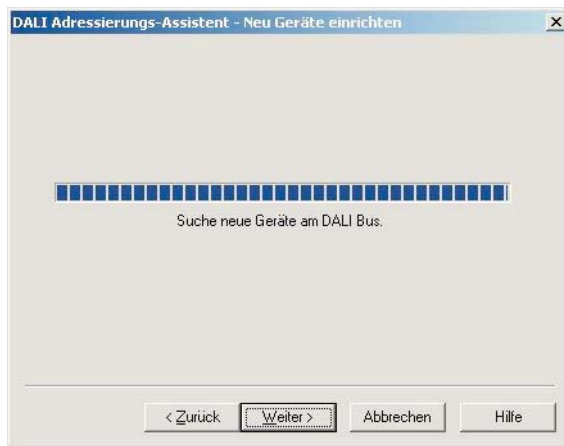 DALI Adressierungs-Assistent - Neu Geräte einrichten
Suche neue Geräte am DALI Bus.
< Zurück
Weiter >
Abbrechen
Hilfe